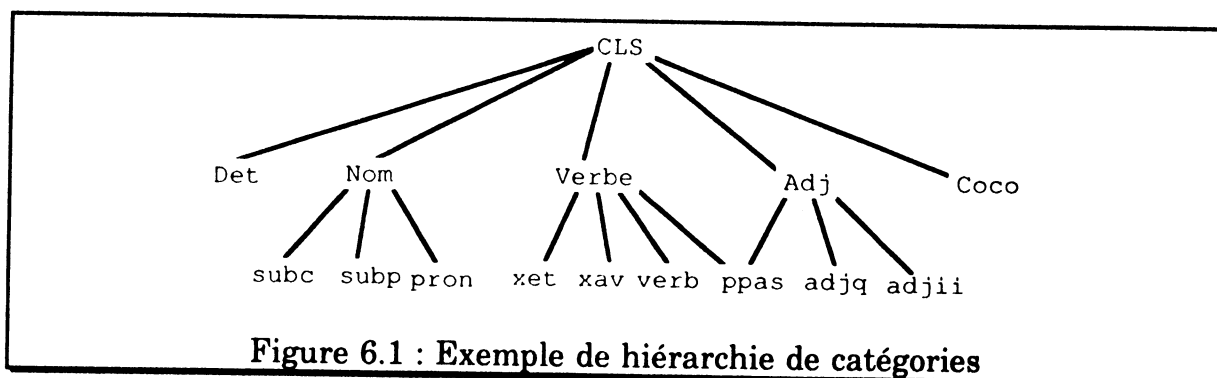 CLS
Det Nom Verbe Adj Coco
subc subp pron xet xav verb ppas adjq adjii
Figure 6.1 : Exemple de hiérarchie de catégories